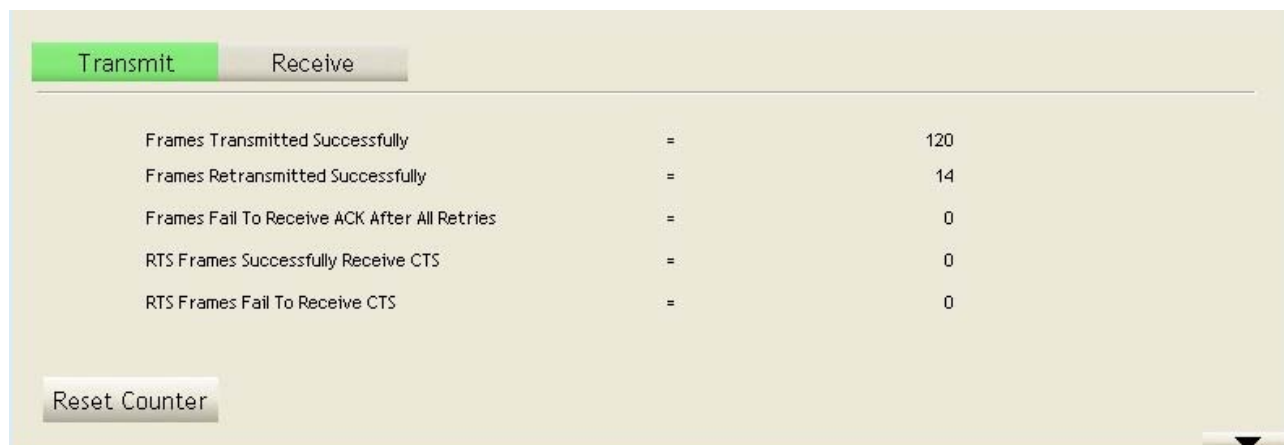 Transmit Receive
Frames Transmitted Successfully = 120
Frames Retransmitted Successfully = 14
Frames Fail To Receive ACK After All Retries = 0
RTS Frames Successfully Receive CTS = 0
RTS Frames Fail To Receive CTS = 0
Reset Counter